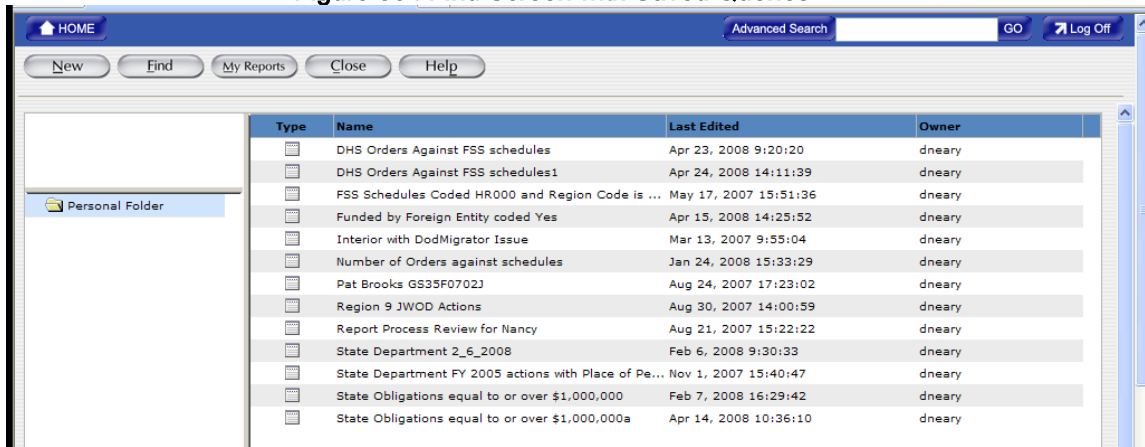 HOME Advanced Search GO Log Off
New Find My Reports Close Help
Type Name Last Edited Owner
DHS Orders Against FSS schedules Apr 23, 2008 9:20:20 dneary
DHS Orders Against FSS schedules1 Apr 24, 2008 14:11:39 dneary
Personal Folder
FSS Schedules Coded HR000 and Region Code is ... May 17, 2007 15:51:36 dneary
Funded by Foreign Entity coded Yes Apr 15, 2008 14:25:52 dneary
Interior with DodMigrator Issue Mar 13, 2007 9:55:04 dneary
Number of Orders against schedules Jan 24, 2008 15:33:29 dneary
Pat Brooks GS35F0702J Aug 24, 2007 17:23:02 dneary
Region 9 JWOD Actions Aug 30, 2007 14:00:59 dneary
Report Process Review for Nancy Aug 21, 2007 15:22:22 dneary
State Department 2_6_2008 Feb 6, 2008 9:30:33 dneary
State Department FY 2005 actions with Place of Pe... Nov 1, 2007 15:40:47 dneary
State Obligations equal to or over $1,000,000 Feb 7, 2008 16:29:42 dneary
State Obligations equal to or over $1,000,000a Apr 14, 2008 10:36:10 dneary